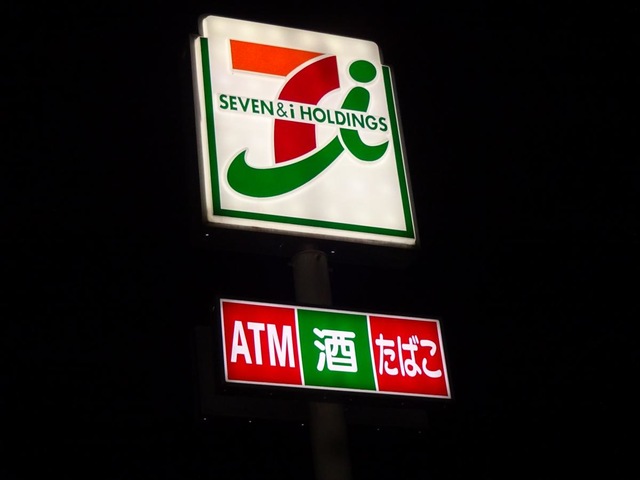 SEVEN&i HOLDINGS
ATM 酒 たばこ